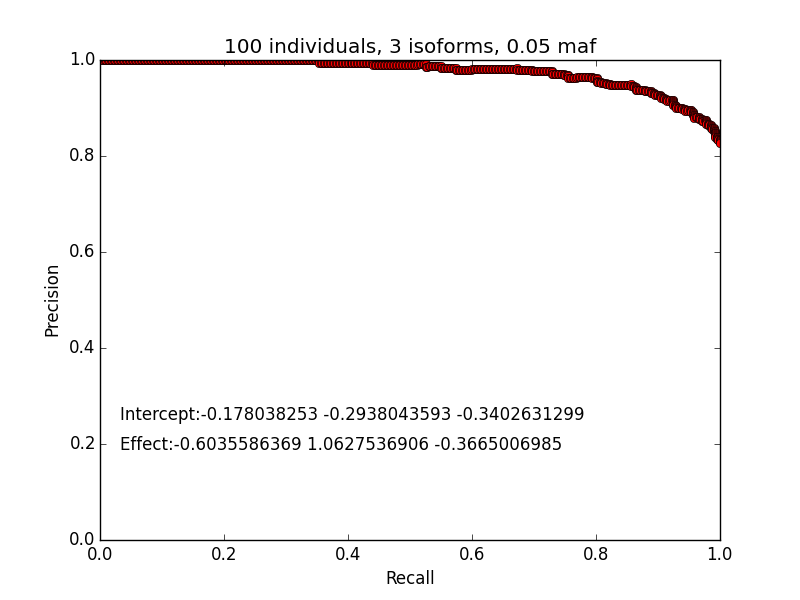 100 individuals, 3 isoforms, 0.05 maf
1.0
0.8
0.6
Precision
0.4
Intercept:-0.178038253 -0.2938043593 -0.3402631299
Effect:-0.6035586369 1.0627536906 -0.3665006985
0.2
0.0
0.0 0.2 0.4 0.6 0.8 1.0
Recall